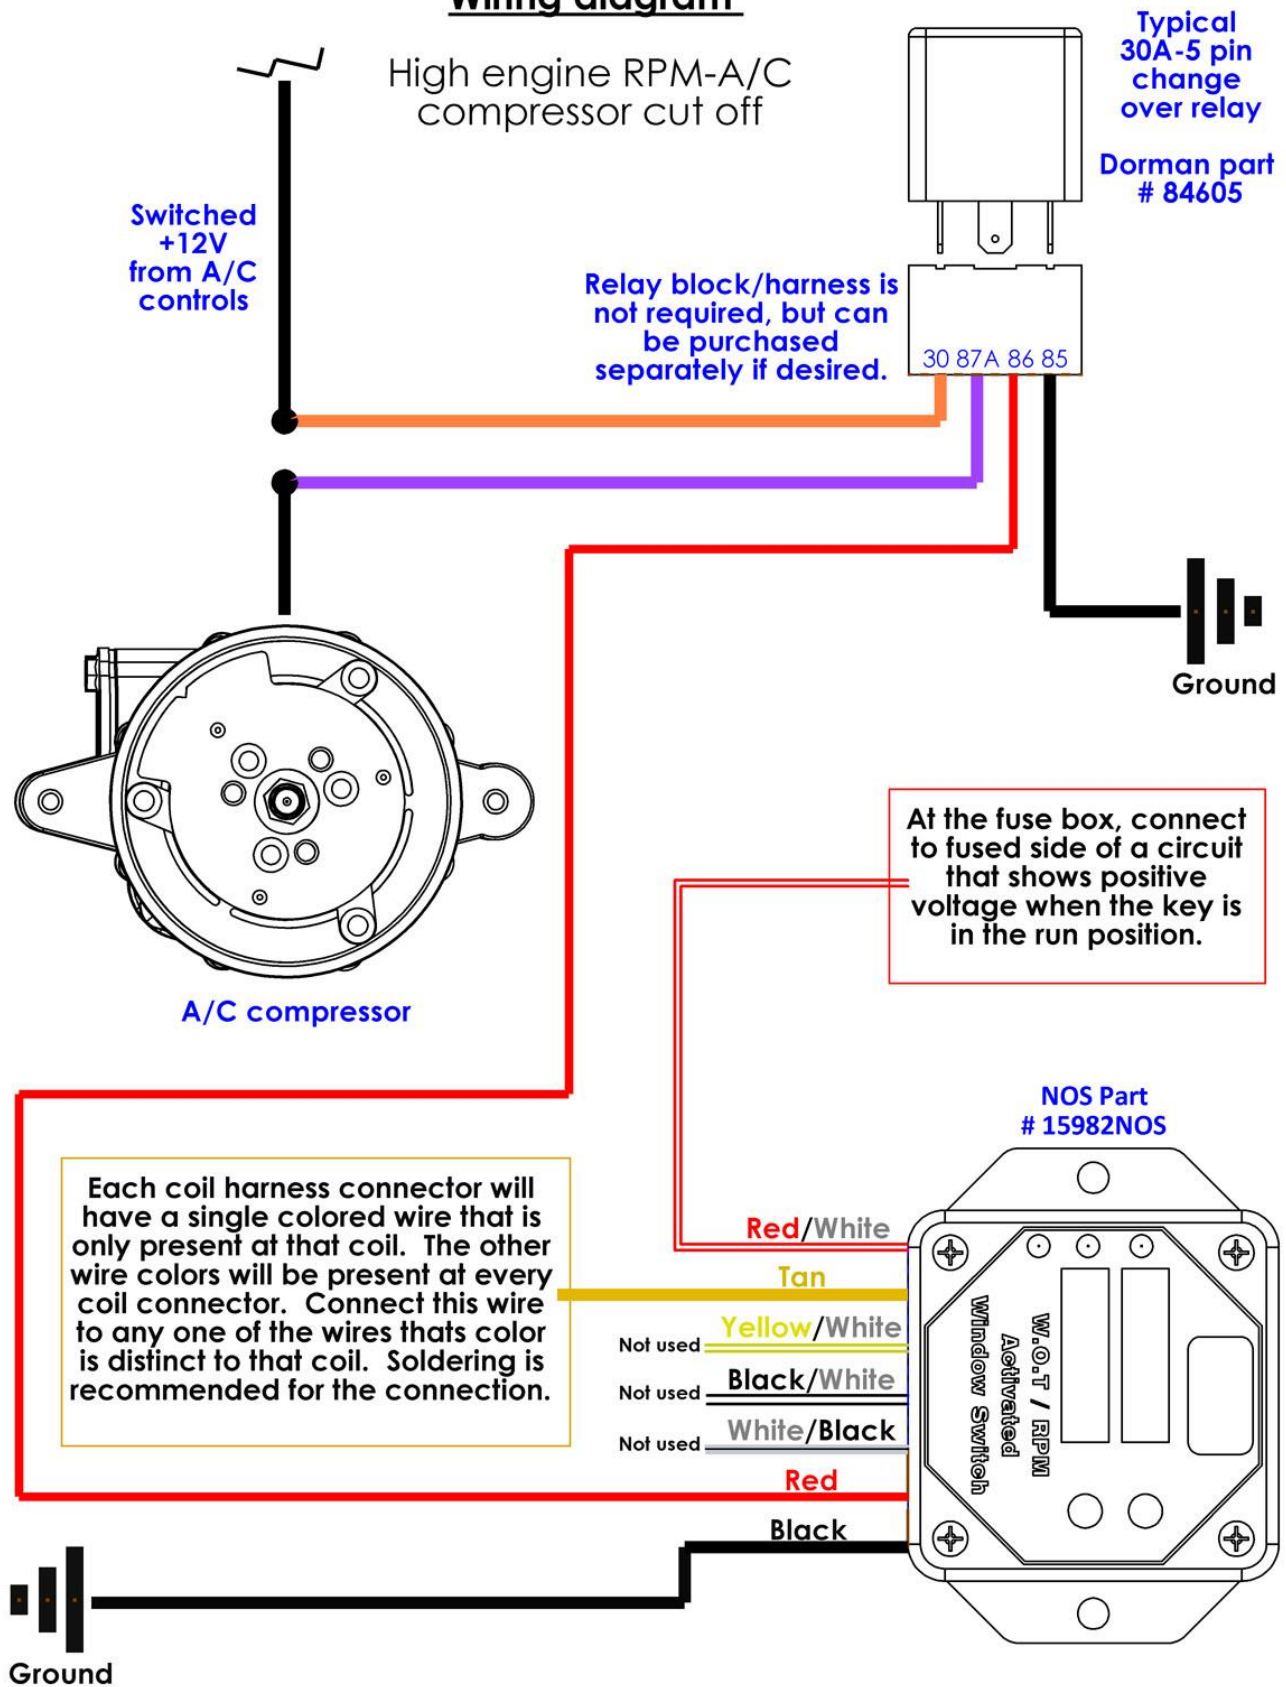 Wiring diagram
High engine RPM-A/C
compressor cut off
Typical
30A-5 pin
change
over relay
Dorman part
# 84605
Switched
+12V
from A/C
controls
Relay block/harness is
not required, but can
be purchased
separately if desired.
30 87A 86 85
Ground
At the fuse box, connect
to fused side of a circuit
that shows positive
voltage when the key is
in the run position.
A/C compressor
NOS Part
# 15982NOS
Each coil harness connector will
have a single colored wire that is
only present at that coil. The other
wire colors will be present at every
coil connector. Connect this wire
to any one of the wires thats color
is distinct to that coil. Soldering is
recommended for the connection.
Red/White
Tan
Yellow/White
Not used
Black/White
Not used
White/Black
Not used
Red
Black
W.O.T / RPM
Activated
Window Switch
Ground